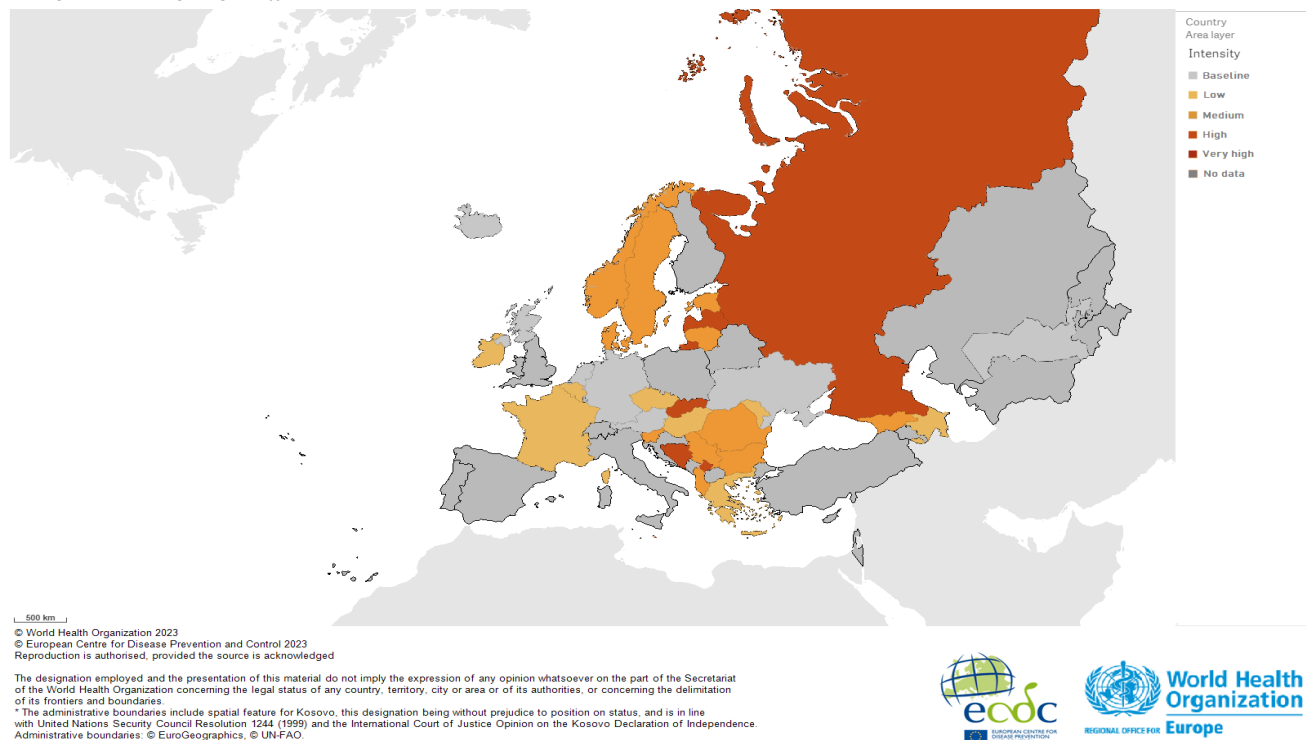 Country
Area layer
Intensity
Baseline
Low
Medium
High
Very high
No data
500 km
© World Health Organization 2023
© European Centre for Disease Prevention and Control 2023
Reproduction is authorised, provided the source is acknowledged
The designation employed and the presentation of this material do not imply the expression of any opinion whatsoever on the part of the Secretariat
of the World Health Organization concerning the legal status of any country, territory, city or area or of its authorities, or concerning the delimitation
of its frontiers and boundaries.
* The administrative boundaries include spatial feature for Kosovo, this designation being without prejudice to position on status, and is in line
with United Nations Security Council Resolution 1244 (1999) and the International Court of Justice Opinion on the Kosovo Declaration of Independence.
Administrative boundaries: © EuroGeographics, © UN-FAO.
ecdc
EUROPEAN CENTRE FOR
DISEASE PREVENTION
World Health
Organization
REGIONAL OFFICE FOR Europe